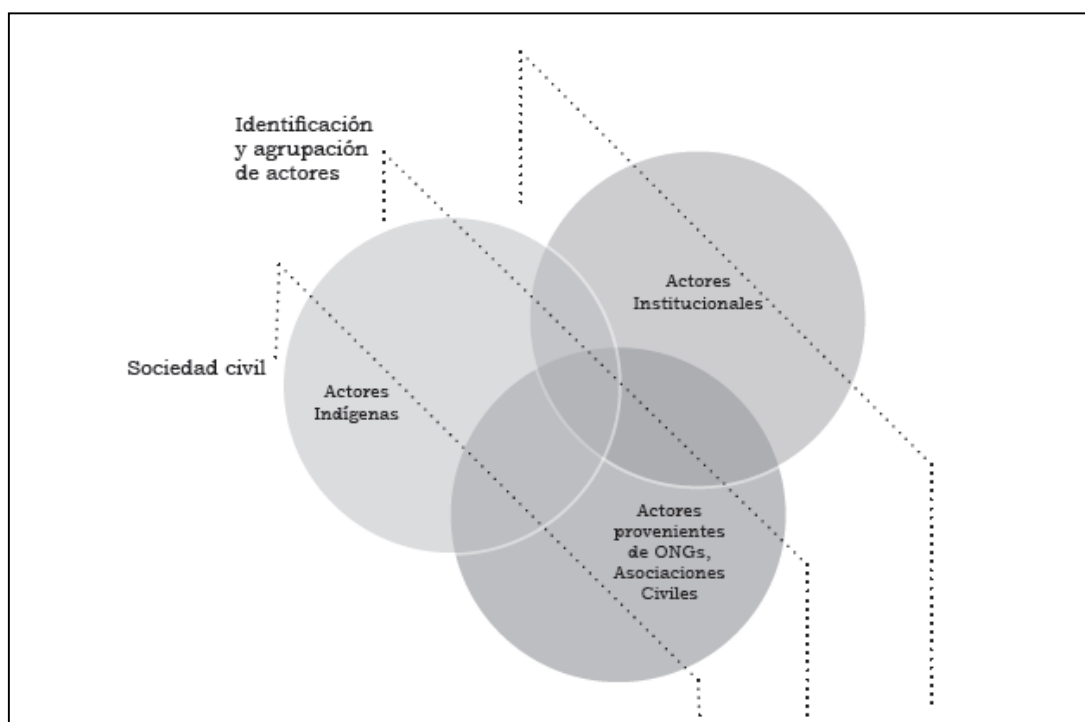 Identificación
y agrupación
de actores
Actores
Institucionales
Sociedad civil
Actores
Indígenas
Actores
provenientes
de ONGs,
Asociaciones
Civiles